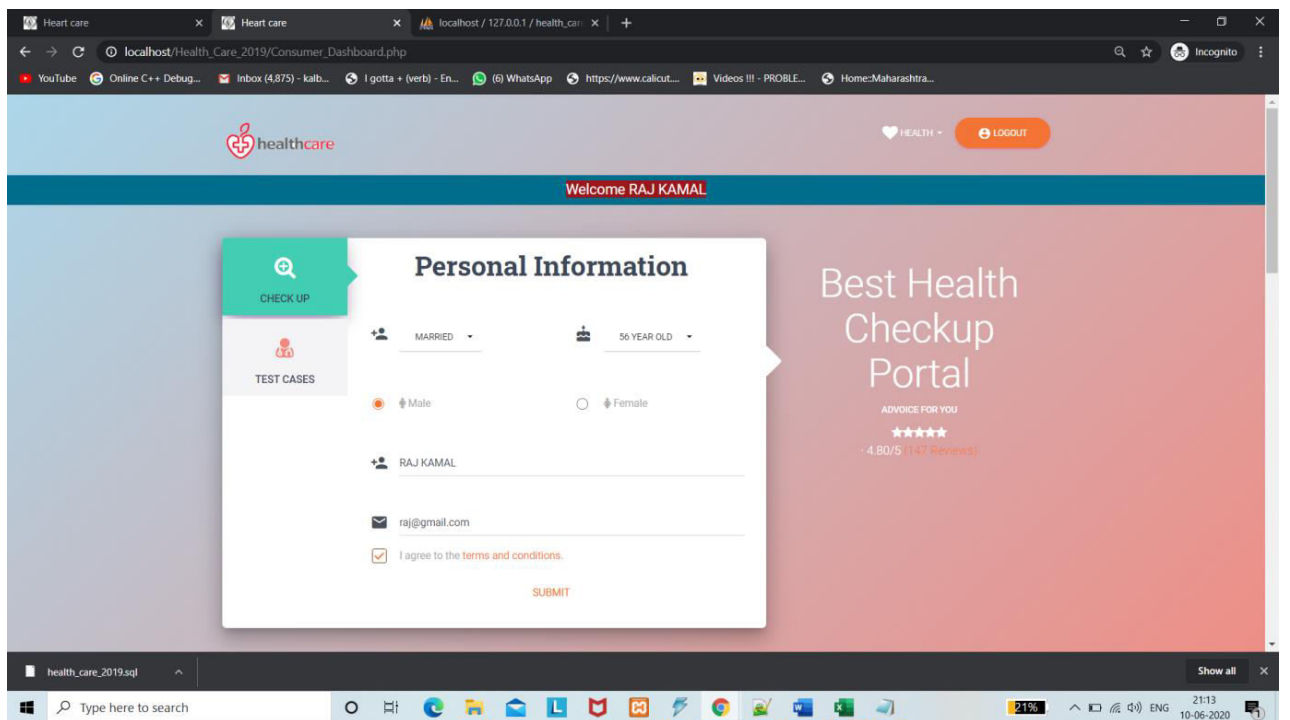 Heart care
Heart care
localhost / 127.0.0.1 / health_car
localhost/Health_Care_2019/Consumer_Dashboard.php
Incognito
YouTube
Online C++ Debug...
Inbox (4,875) - kalb...
I gotta + (verb) - En...
(6) WhatsApp
https://www.calicut....
Videos !!! - PROBLE...
Home::Maharashtra...
healthcare
HEALTH
LOGOUT
Welcome RAJ KAMAL
CHECK UP
TEST CASES
Personal Information
MARRIED
56 YEAR OLD
Male
Female
RAJ KAMAL
raj@gmail.com
I agree to the terms and conditions.
SUBMIT
Best Health
Checkup
Portal
ADVOICE FOR YOU
- 4.80/5 (147 Reviews)
health_care_2019.sql
Show all
Type here to search
21%
ENG
21:13
10-06-2020